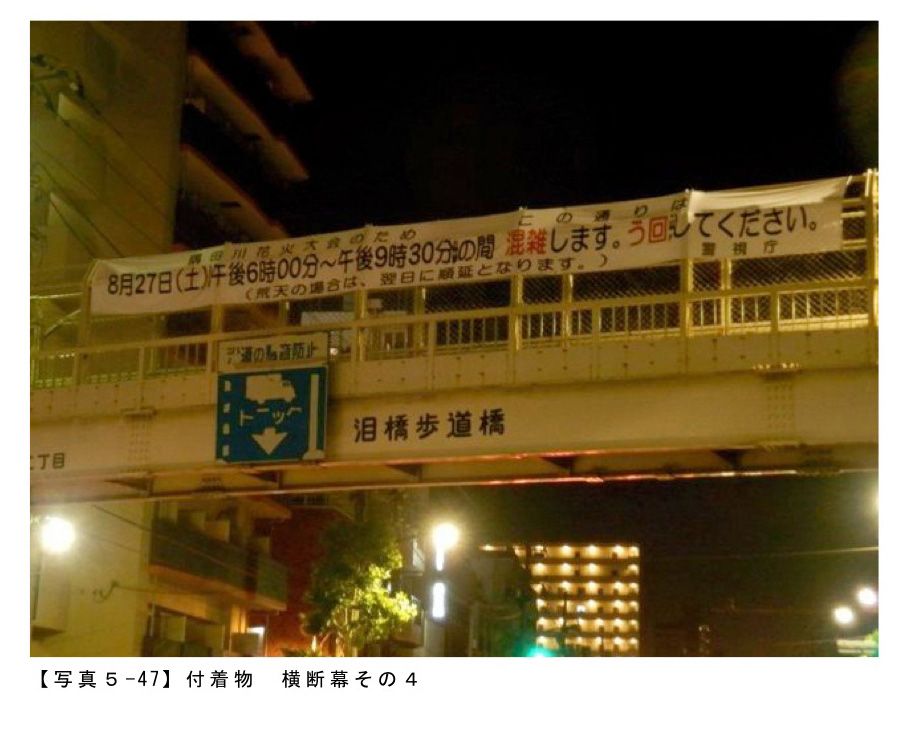 隅田川花火大会のため この通りは
8月27日(土)午後6時00分～午後9時30分の間 混雑します。う回してください。
(荒天の場合は、翌日に順延となります。) 警視庁
道の騒音防止
トラック
泪橋歩道橋
二丁目
【写真５-47】付着物　横断幕その４